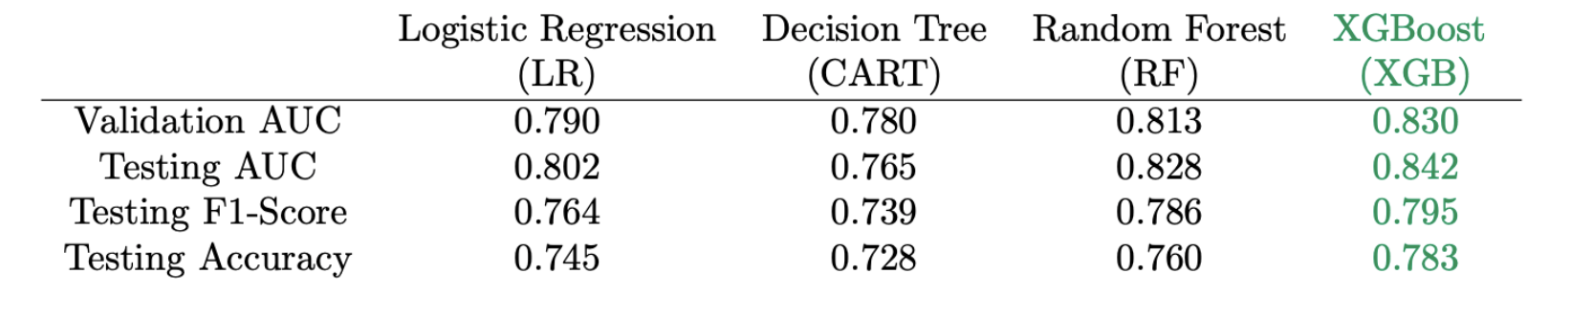 Logistic Regression Decision Tree Random Forest XGBoost
(LR) (CART) (RF) (XGB)
Validation AUC 0.790 0.780 0.813 0.830
Testing AUC 0.802 0.765 0.828 0.842
Testing F1-Score 0.764 0.739 0.786 0.795
Testing Accuracy 0.745 0.728 0.760 0.783